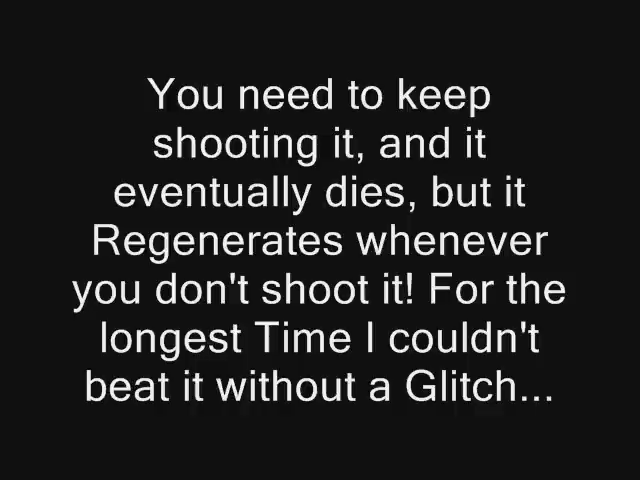 You need to keep
shooting it, and it
eventually dies, but it
Regenerates whenever
you don't shoot it! For the
longest Time I couldn't
beat it without a Glitch...